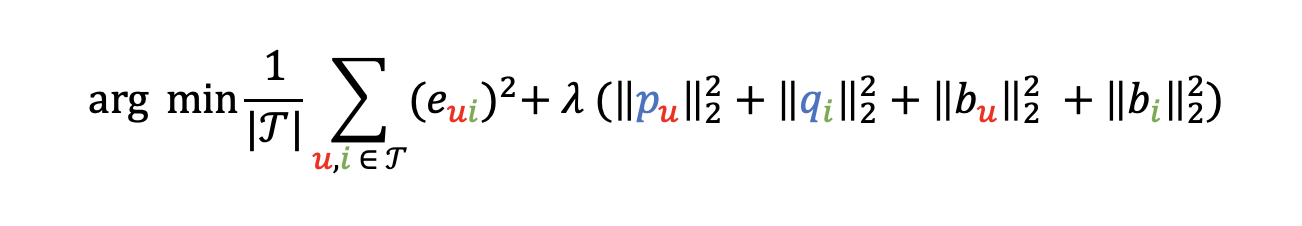 arg min 1/|𝒯| ∑_{u,i ∈ 𝒯} (e_{ui})² + λ (‖p_u‖₂² + ‖q_i‖₂² + ‖b_u‖₂² + ‖b_i‖₂²)